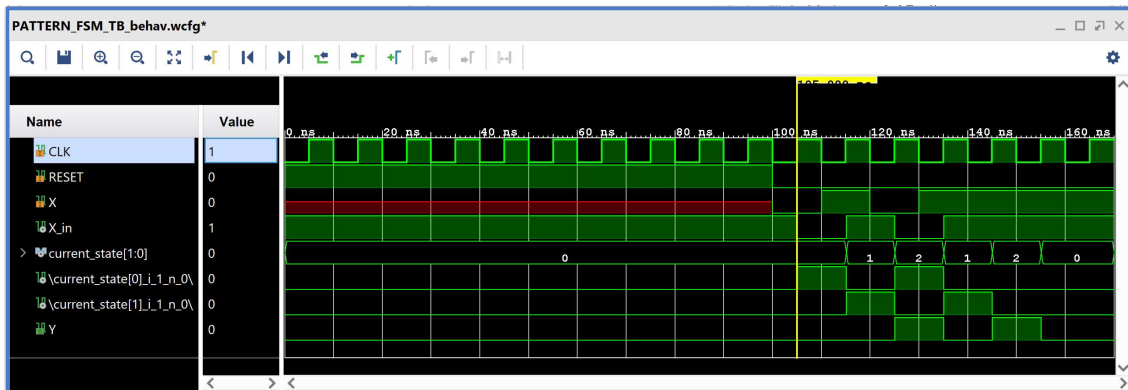 PATTERN_FSM_TB_behav.wcfg*
Name Value
0 ns 20 ns 40 ns 60 ns 80 ns 100 ns 120 ns 140 ns 160 ns
CLK 1
RESET 0
X 0
X_in 1
current_state[1:0] 0 0 1 2 1 2 0
\current_state[0]_i_1_n_0\ 0
\current_state[1]_i_1_n_0\ 0
Y 0